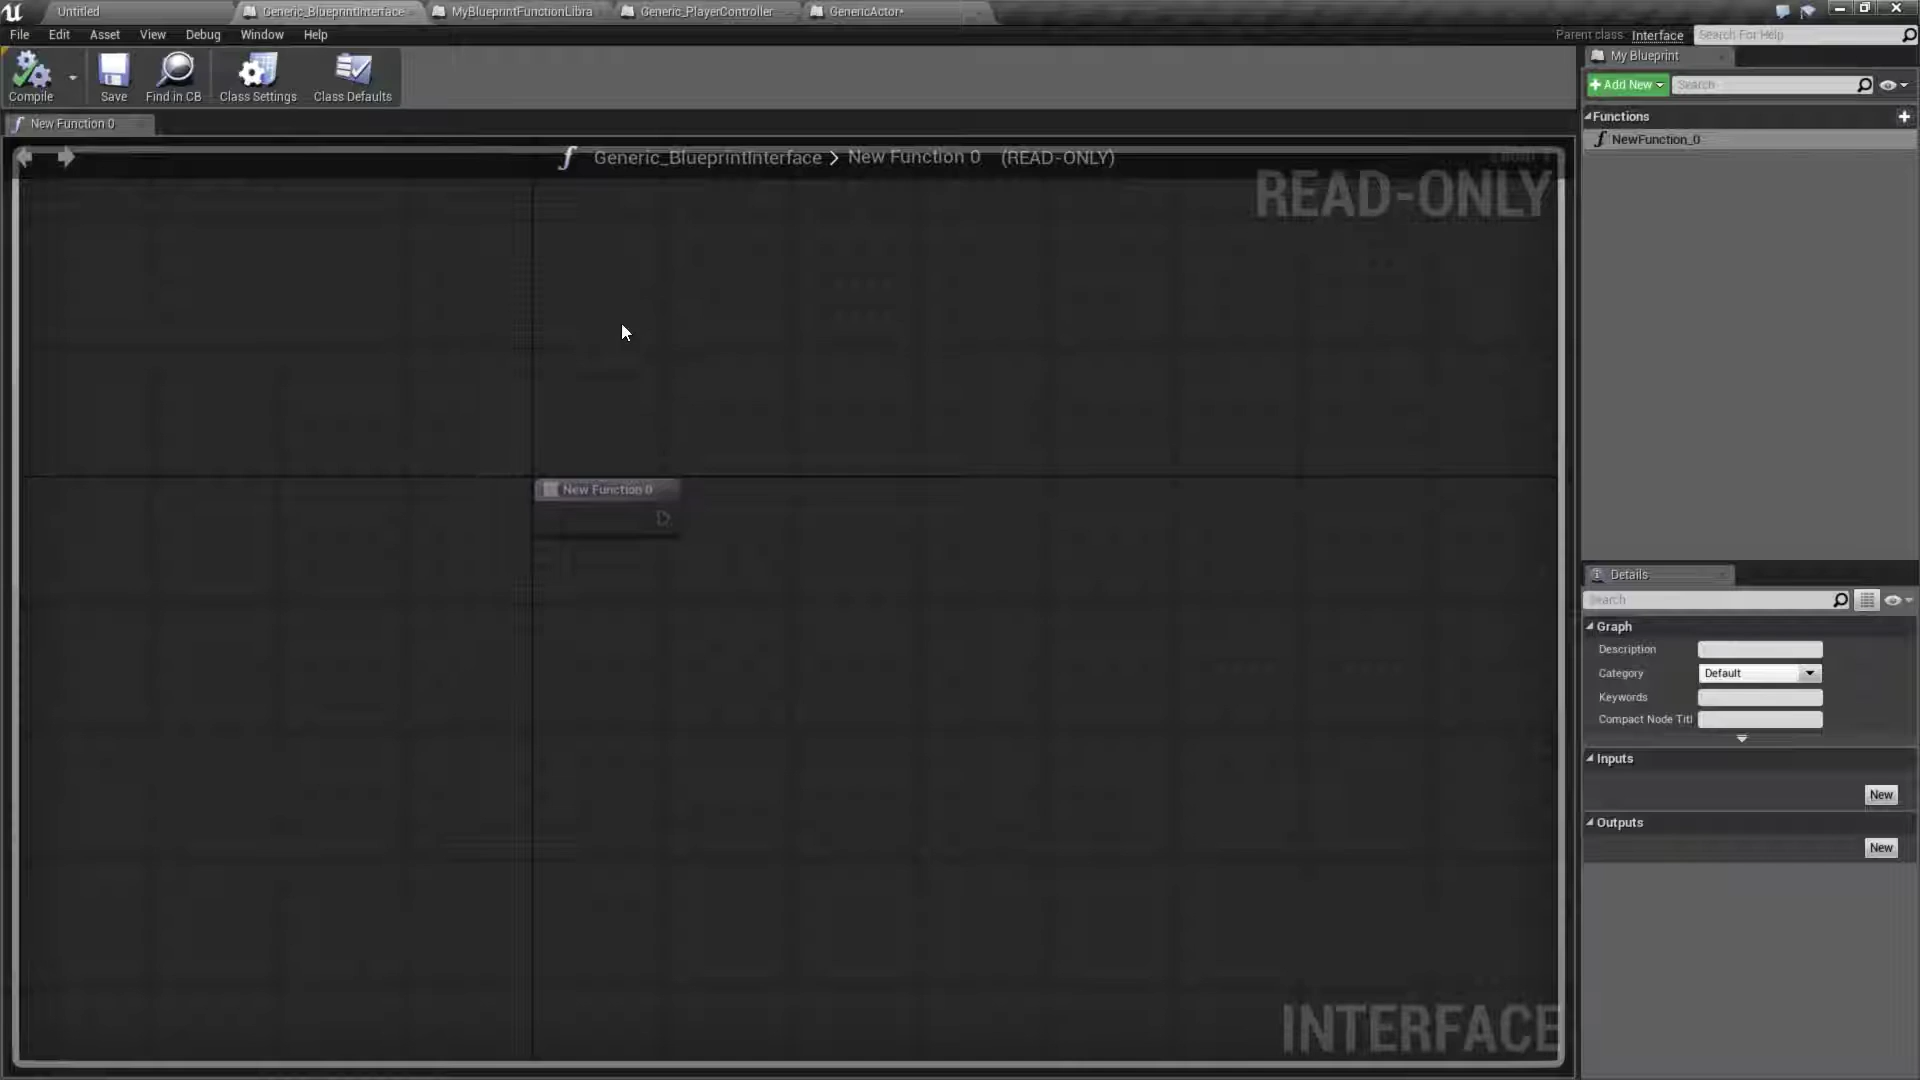 Untitled
Generic_BlueprintInterface
MyBlueprintFunctionLibra
Generic_PlayerController
GenericActor*
File Edit Asset View Debug Window Help
Parent class: Interface
Search For Help
Compile
Save
Find in CB
Class Settings
Class Defaults
My Blueprint
+Add New
Search
Functions
NewFunction_0
New Function 0
Generic_BlueprintInterface > New Function 0 (READ-ONLY)
READ-ONLY
New Function 0
Details
Search
Graph
Description
Category Default
Keywords
Compact Node Titl
Inputs
New
Outputs
New
INTERFACE